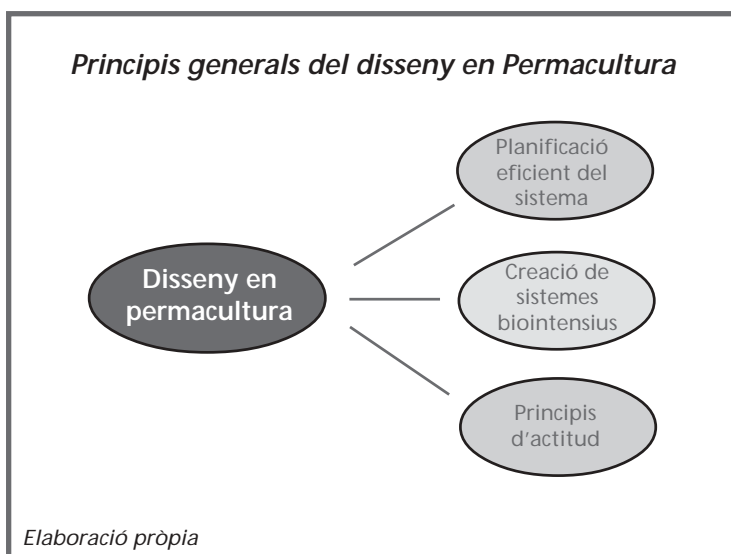 Principis generals del disseny en Permacultura
Planificació
eficient del
sistema
Disseny en
permacultura
Creació de
sistemes
biointensius
Principis
d'actitud
Elaboració pròpia